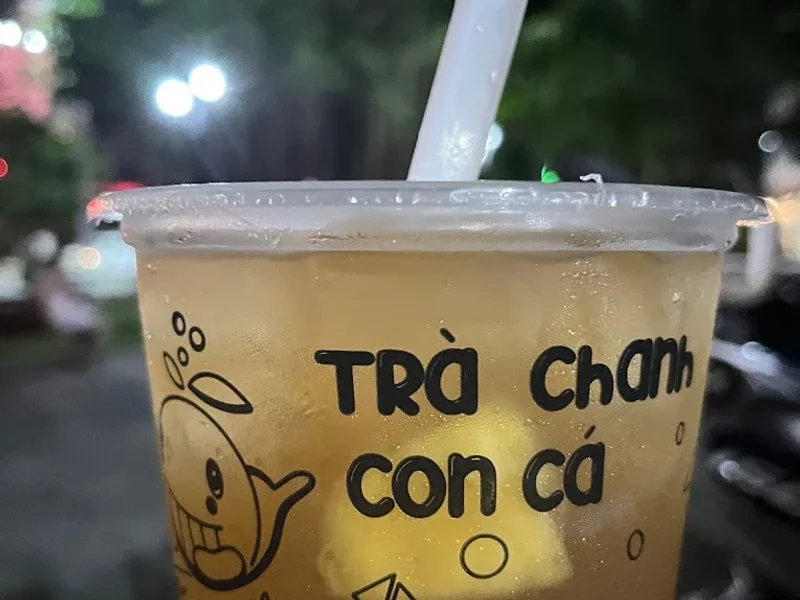 TRà chanh
con cá